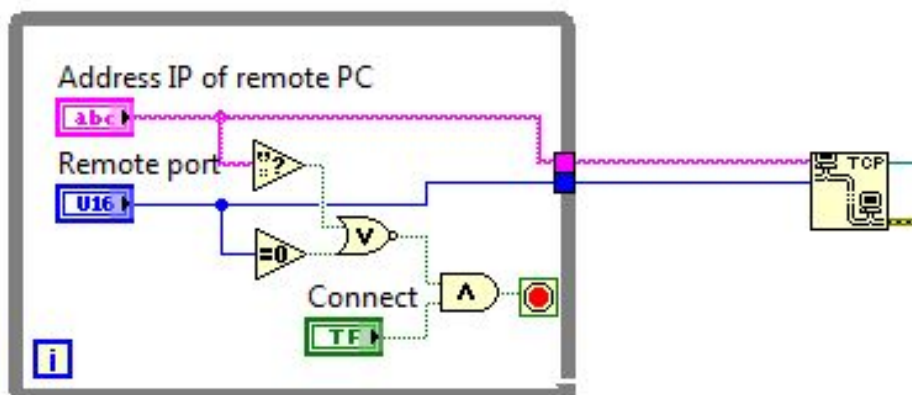 Address IP of remote PC
abc
Remote port
"?
TCP
U16
V
=0
Connect
Λ
TF
i